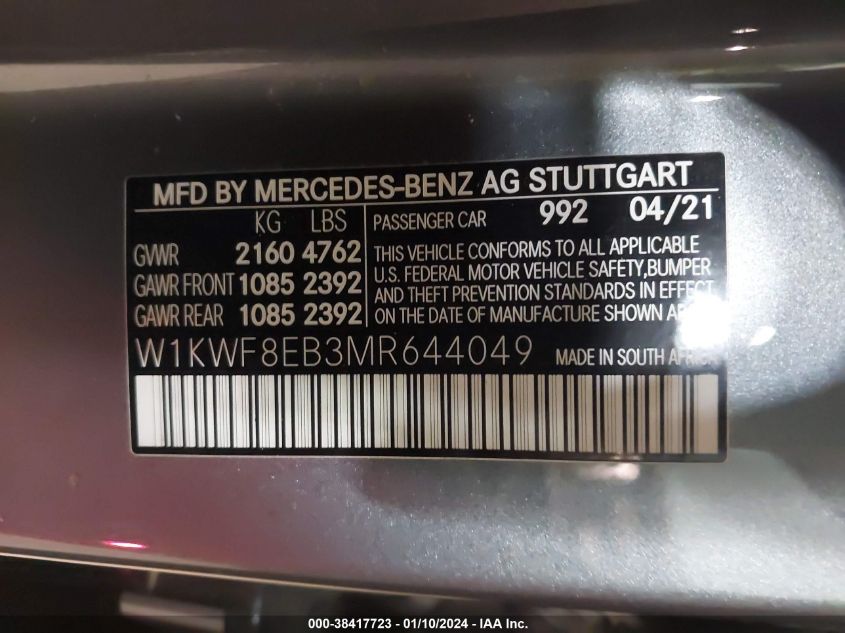 MFD BY MERCEDES-BENZ AG STUTTGART
KG LBS
GVWR 2160 4762
GAWR FRONT 1085 2392
GAWR REAR 1085 2392
PASSENGER CAR 992 04/21
THIS VEHICLE CONFORMS TO ALL APPLICABLE
U.S. FEDERAL MOTOR VEHICLE SAFETY,BUMPER
AND THEFT PREVENTION STANDARDS IN EFFECT
ON THE DATE OF MANUFACTURE SHOWN
W1KWF8EB3MR644049 MADE IN SOUTH
000-38417723 - 01/10/2024 - IAA Inc.